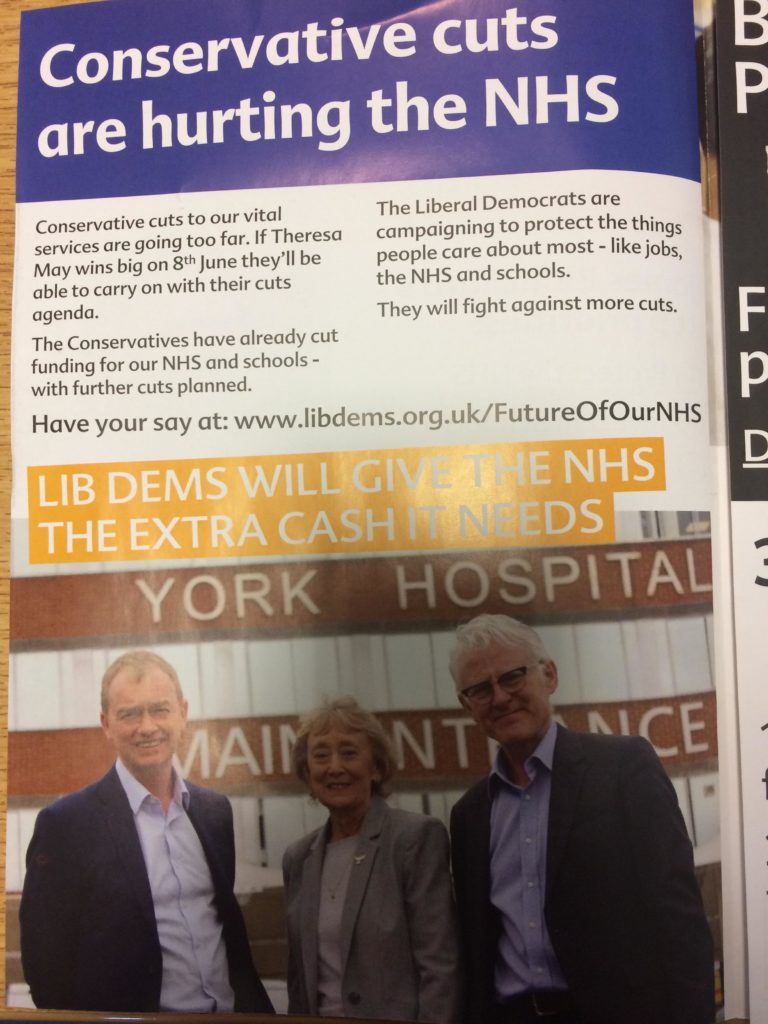 Conservative cuts
are hurting the NHS
Conservative cuts to our vital
services are going too far. If Theresa
May wins big on 8th June they'll be
able to carry on with their cuts
agenda.
The Conservatives have already cut
funding for our NHS and schools -
with further cuts planned.
The Liberal Democrats are
campaigning to protect the things
people care about most - like jobs,
the NHS and schools.
They will fight against more cuts.
Have your say at: www.libdems.org.uk/FutureOfOurNHS
LIB DEMS WILL GIVE THE NHS
THE EXTRA CASH IT NEEDS
YORK HOSPITAL
MAIN ENTRANCE
B
P
F
p
D
3